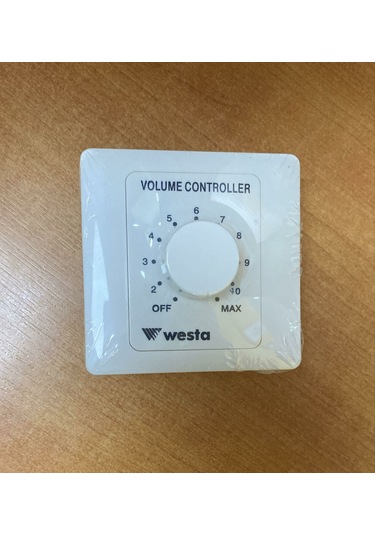 VOLUME CONTROLLER
6
5 7
4 8
3 9
2 10
OFF MAX
westa